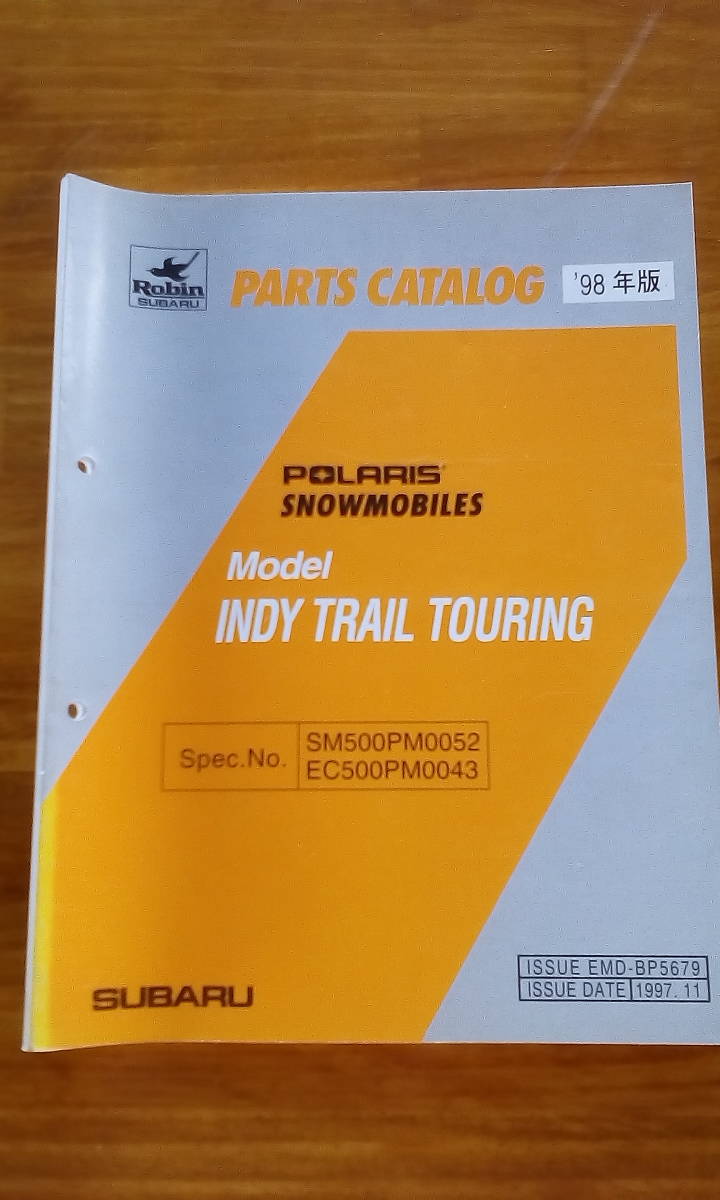 Robin
SUBARU
PARTS CATALOG
'98 年版
POLARIS
SNOWMOBILES
Model
INDY TRAIL TOURING
Spec.No.
SM500PM0052
EC500PM0043
ISSUE EMD-BP5679
ISSUE DATE 1997.11
SUBARU